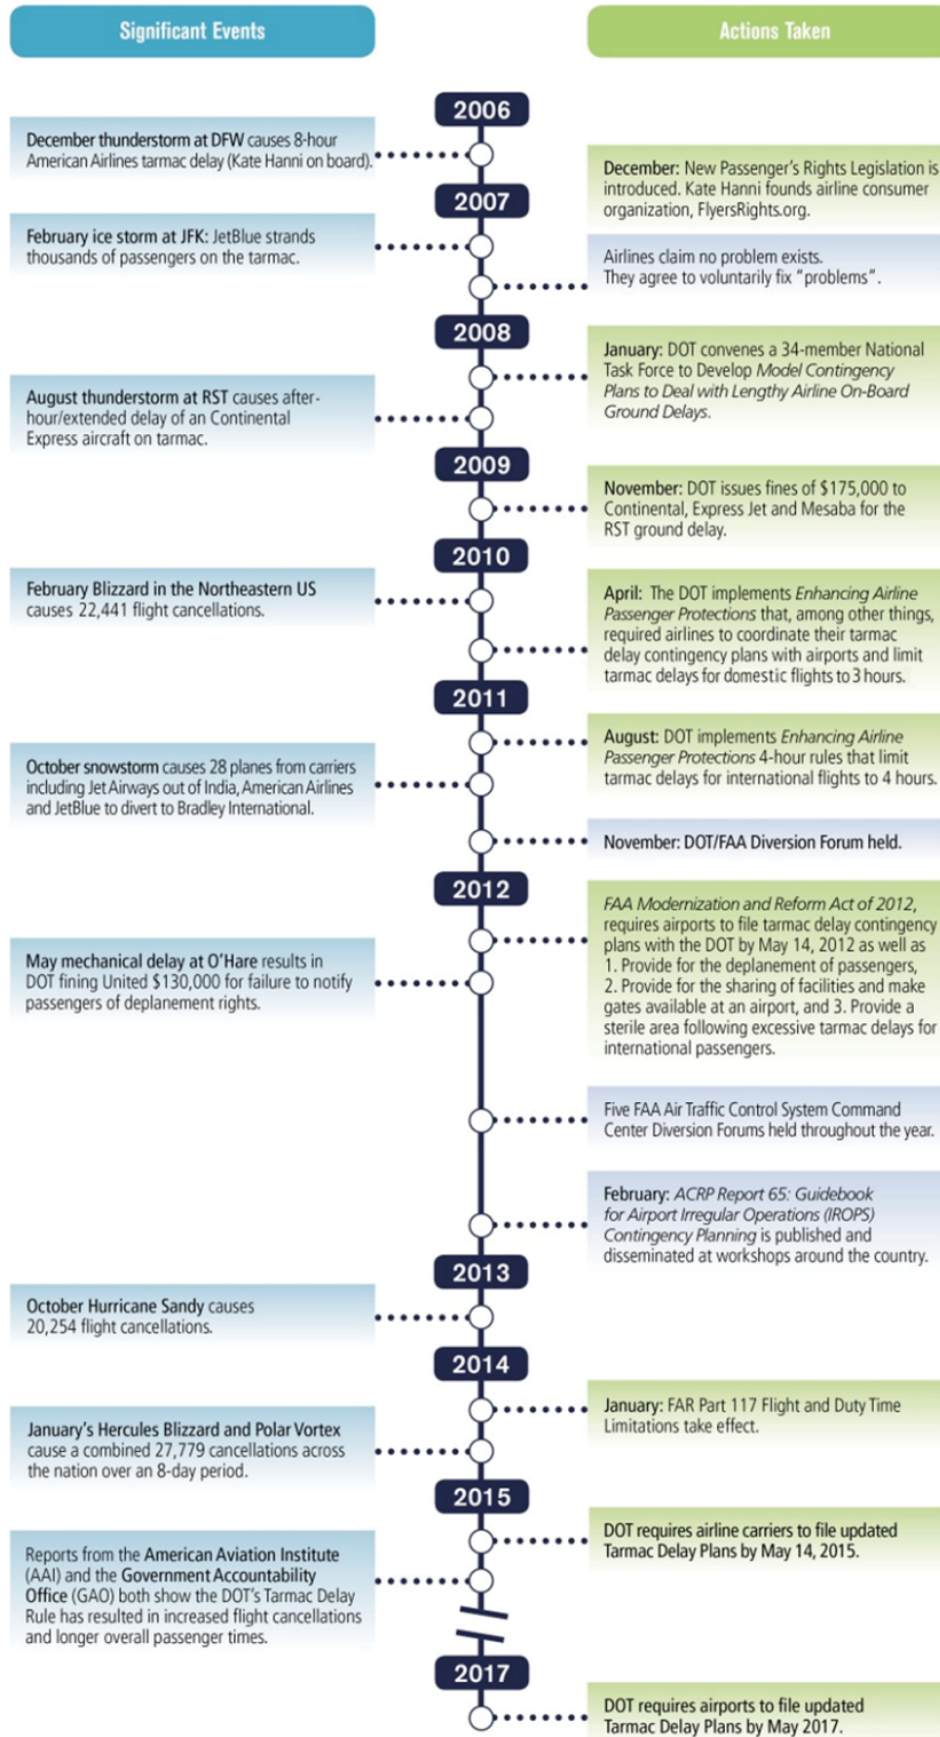 Significant Events
Actions Taken
2006
December thunderstorm at DFW causes 8-hour
American Airlines tarmac delay (Kate Hanni on board).
December: New Passenger's Rights Legislation is
introduced. Kate Hanni founds airline consumer
organization, FlyersRights.org.
2007
February ice storm at JFK: JetBlue strands
thousands of passengers on the tarmac.
Airlines claim no problem exists.
They agree to voluntarily fix “problems”.
2008
January: DOT convenes a 34-member National
Task Force to Develop Model Contingency
Plans to Deal with Lengthy Airline On-Board
Ground Delays.
August thunderstorm at RST causes after-
hour/extended delay of an Continental
Express aircraft on tarmac.
2009
November: DOT issues fines of $175,000 to
Continental, Express Jet and Mesaba for the
RST ground delay.
2010
February Blizzard in the Northeastern US
causes 22,441 flight cancellations.
April: The DOT implements Enhancing Airline
Passenger Protections that, among other things,
required airlines to coordinate their tarmac
delay contingency plans with airports and limit
tarmac delays for domestic flights to 3 hours.
2011
August: DOT implements Enhancing Airline
Passenger Protections 4-hour rules that limit
tarmac delays for international flights to 4 hours.
October snowstorm causes 28 planes from carriers
including Jet Airways out of India, American Airlines
and JetBlue to divert to Bradley International.
November: DOT/FAA Diversion Forum held.
2012
FAA Modernization and Reform Act of 2012,
requires airports to file tarmac delay contingency
plans with the DOT by May 14, 2012 as well as
1. Provide for the deplanement of passengers,
2. Provide for the sharing of facilities and make
gates available at an airport, and 3. Provide a
sterile area following excessive tarmac delays for
international passengers.
May mechanical delay at O'Hare results in
DOT fining United $130,000 for failure to notify
passengers of deplanement rights.
Five FAA Air Traffic Control System Command
Center Diversion Forums held throughout the year.
February: ACRP Report 65: Guidebook
for Airport Irregular Operations (IROPS)
Contingency Planning is published and
disseminated at workshops around the country.
2013
October Hurricane Sandy causes
20,254 flight cancellations.
2014
January: FAR Part 117 Flight and Duty Time
Limitations take effect.
January's Hercules Blizzard and Polar Vortex
cause a combined 27,779 cancellations across
the nation over an 8-day period.
2015
DOT requires airline carriers to file updated
Tarmac Delay Plans by May 14, 2015.
Reports from the American Aviation Institute
(AAI) and the Government Accountability
Office (GAO) both show the DOT's Tarmac Delay
Rule has resulted in increased flight cancellations
and longer overall passenger times.
2017
DOT requires airports to file updated
Tarmac Delay Plans by May 2017.